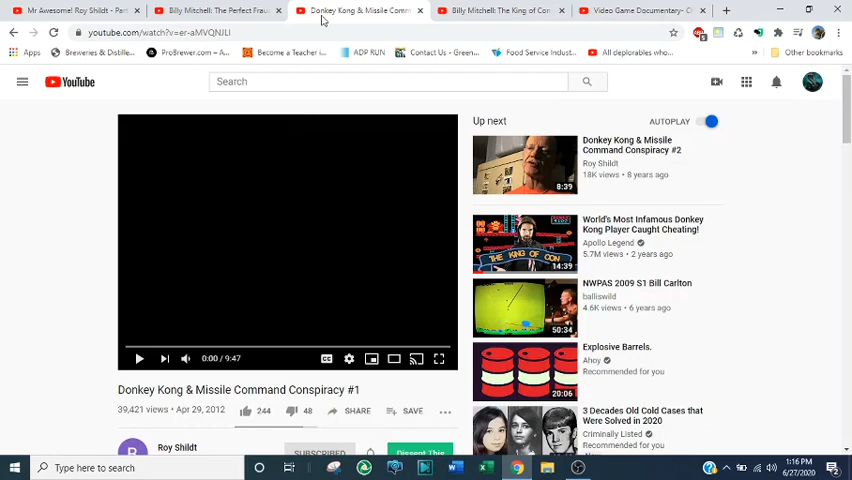 Mr Awesome! Roy Shildt - Part
Billy Mitchell: The Perfect Frau
Donkey Kong & Missile Comm
Billy Mitchell: The King of Con
Video Game Documentary- O
youtube.com/watch?v=er-aMVQNJLI
Apps
Breweries & Distille...
ProBrewer.com – A...
Become a Teacher i...
ADP RUN
Contact Us - Green...
Food Service Indust...
All deplorables who...
YouTube
Search
Up next
AUTOPLAY
Donkey Kong & Missile
Command Conspiracy #2
Roy Shildt
18K views • 8 years ago
8:39
World's Most Infamous Donkey
Kong Player Caught Cheating!
Apollo Legend
5.7M views • 2 years ago
THE KING OF CON
14:39
NWPAS 2009 S1 Bill Carlton
balliswild
4.6K views • 6 years ago
50:34
Explosive Barrels.
Ahoy
Recommended for you
20:06
3 Decades Old Cold Cases that
Were Solved in 2020
Criminally Listed
Recommended for you
0:00 / 9:47
CC
Donkey Kong & Missile Command Conspiracy #1
39,421 views • Apr 29, 2012
244
48
SHARE
SAVE
Roy Shildt
SUBSCRIBED
Dissent This
Type here to search
1:16 PM
6/27/2020